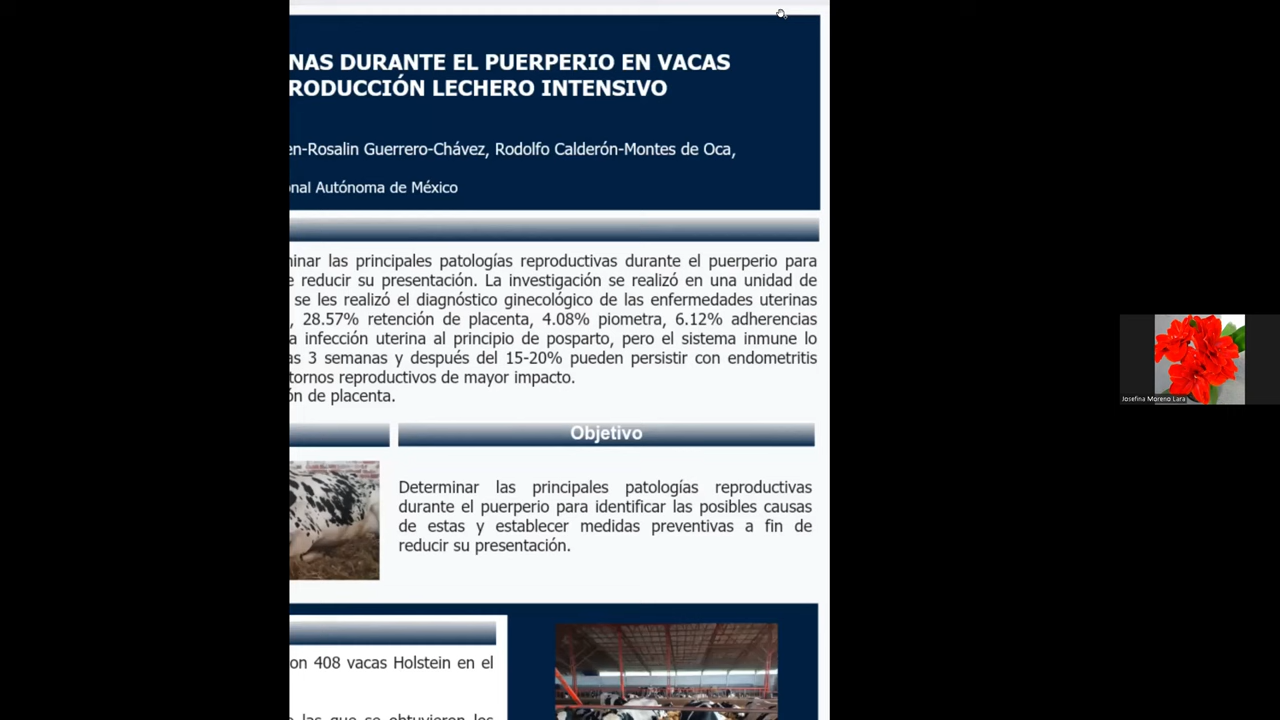 NAS DURANTE EL PUERPERIO EN VACAS
RODUCCIÓN LECHERO INTENSIVO
en-Rosalin Guerrero-Chávez, Rodolfo Calderón-Montes de Oca,
onal Autónoma de México
ninar las principales patologías reproductivas durante el puerperio para
e reducir su presentación. La investigación se realizó en una unidad de
se les realizó el diagnóstico ginecológico de las enfermedades uterinas
, 28.57% retención de placenta, 4.08% piometra, 6.12% adherencias
a infección uterina al principio de posparto, pero el sistema inmune lo
as 3 semanas y después del 15-20% pueden persistir con endometritis
tornos reproductivos de mayor impacto.
ón de placenta.
Objetivo
Determinar las principales patologías reproductivas
durante el puerperio para identificar las posibles causas
de estas y establecer medidas preventivas a fin de
reducir su presentación.
on 408 vacas Holstein en el
las que se obtuvieron los
Josefina Moreno Lara